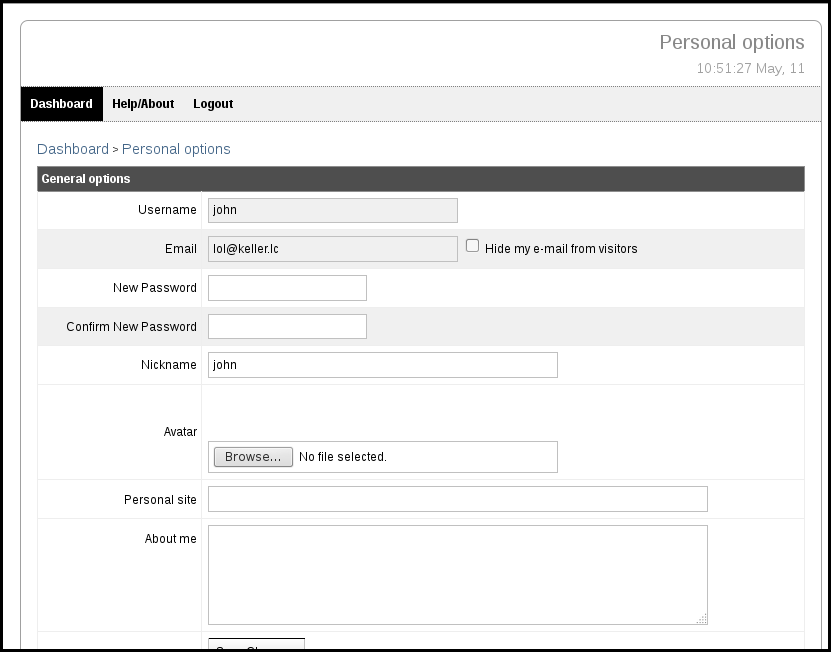 Personal options
10:51:27 May, 11
Dashboard Help/About Logout
Dashboard > Personal options
General options
Username john
Email lol@keller.lc Hide my e-mail from visitors
New Password
Confirm New Password
Nickname john
Avatar
Browse... No file selected.
Personal site
About me